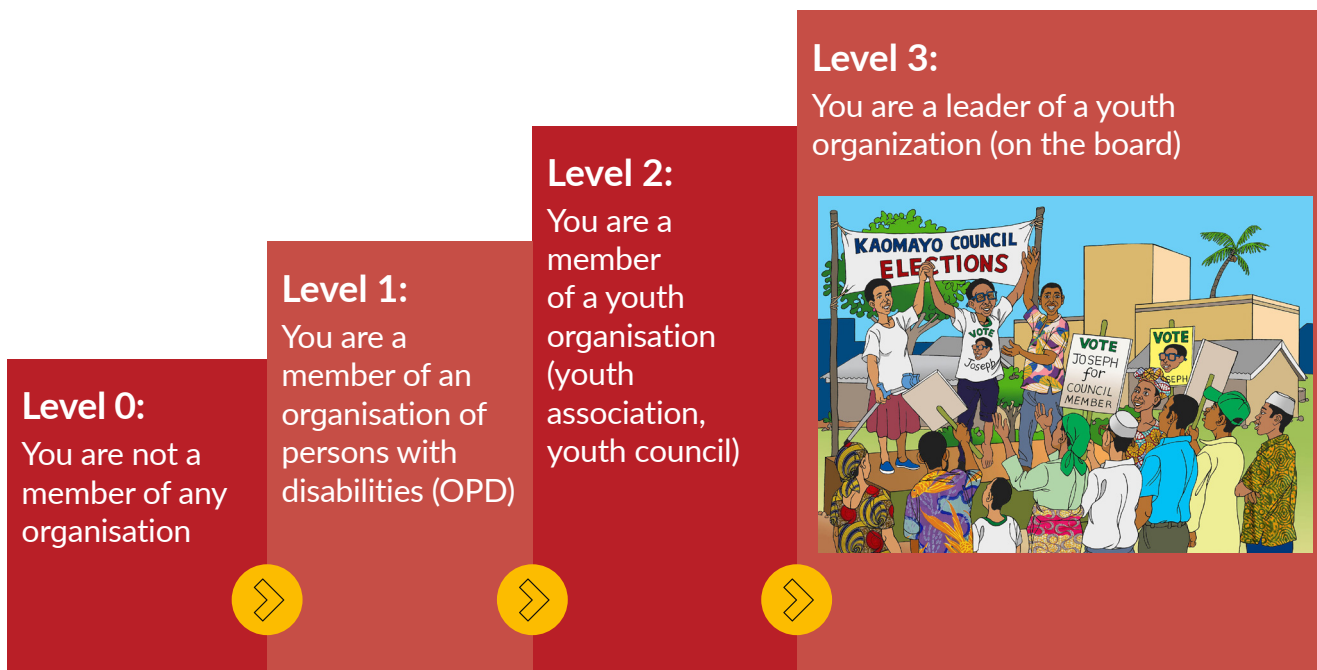 Level 0:
You are not a
member of any
organisation
Level 1:
You are a
member of an
organisation of
persons with
disabilities (OPD)
Level 2:
You are a
member
of a youth
organisation
(youth
association,
youth council)
Level 3:
You are a leader of a youth
organization (on the board)
KAOMAYO COUNCIL
ELECTIONS
VOTE
JOSEPH
VOTE
JOSEPH
for
COUNCIL
MEMBER
VOTE
SEPH